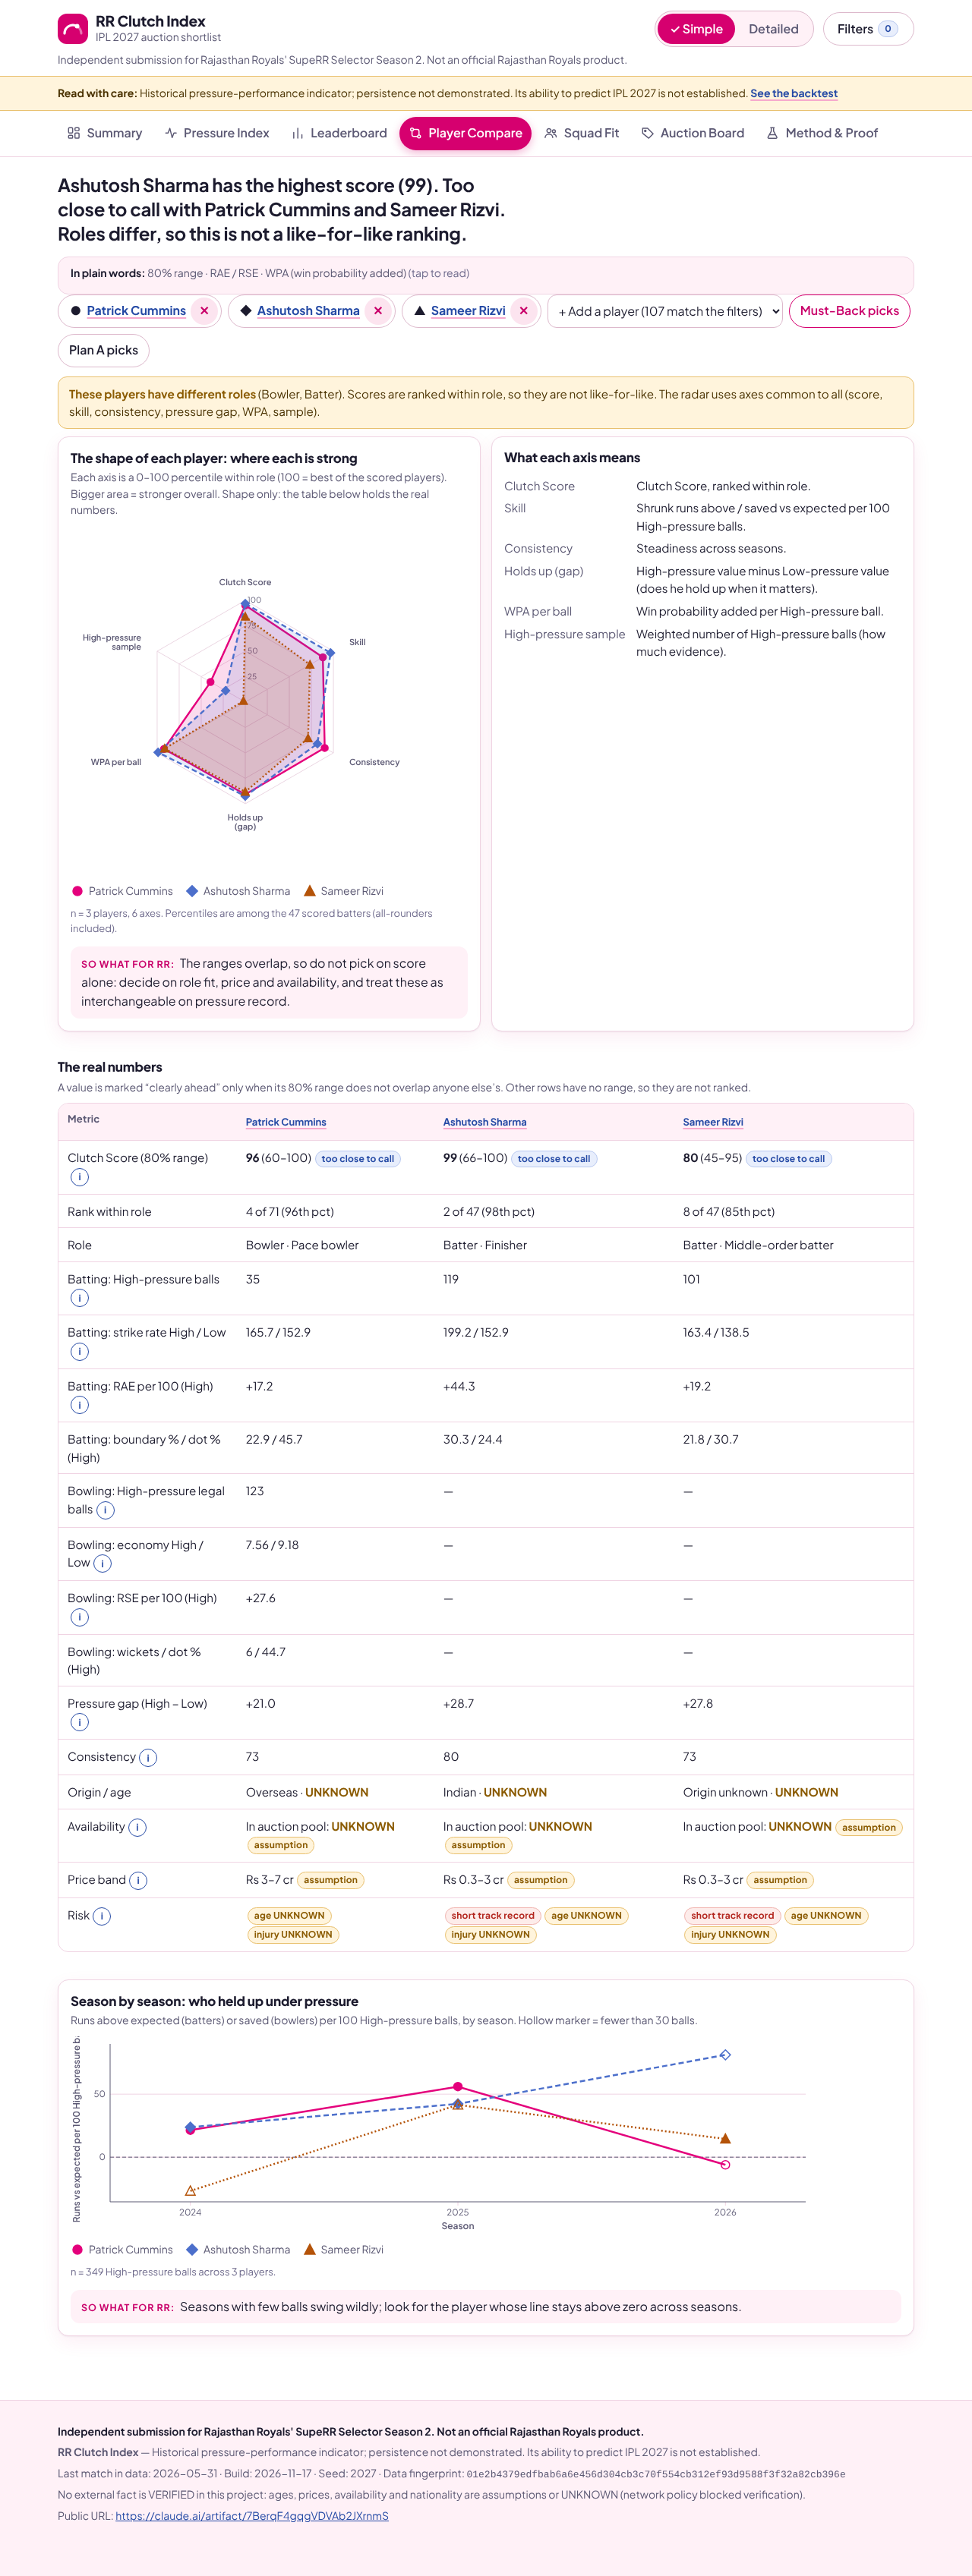 RR Clutch Index
IPL 2027 auction shortlist
✓ Simple
Detailed
Filters 0
Independent submission for Rajasthan Royals' SupeRR Selector Season 2. Not an official Rajasthan Royals product.
Read with care: Historical pressure-performance indicator; persistence not demonstrated. Its ability to predict IPL 2027 is not established. See the backtest
Summary
Pressure Index
Leaderboard
Player Compare
Squad Fit
Auction Board
Method & Proof
Ashutosh Sharma has the highest score (99). Too
close to call with Patrick Cummins and Sameer Rizvi.
Roles differ, so this is not a like-for-like ranking.
In plain words: 80% range · RAE / RSE · WPA (win probability added) (tap to read)
● Patrick Cummins ✕
◆ Ashutosh Sharma ✕
▲ Sameer Rizvi ✕
+ Add a player (107 match the filters)
Must-Back picks
Plan A picks
These players have different roles (Bowler, Batter). Scores are ranked within role, so they are not like-for-like. The radar uses axes common to all (score,
skill, consistency, pressure gap, WPA, sample).
The shape of each player: where each is strong
Each axis is a 0–100 percentile within role (100 = best of the scored players).
Bigger area = stronger overall. Shape only: the table below holds the real
numbers.
Clutch Score
100
75
50
25
Skill
Consistency
Holds up
(gap)
WPA per ball
High-pressure
sample
Patrick Cummins
Ashutosh Sharma
Sameer Rizvi
n = 3 players, 6 axes. Percentiles are among the 47 scored batters (all-rounders
included).
SO WHAT FOR RR: The ranges overlap, so do not pick on score
alone: decide on role fit, price and availability, and treat these as
interchangeable on pressure record.
What each axis means
Clutch Score Clutch Score, ranked within role.
Skill Shrunk runs above / saved vs expected per 100
High-pressure balls.
Consistency Steadiness across seasons.
Holds up (gap) High-pressure value minus Low-pressure value
(does he hold up when it matters).
WPA per ball Win probability added per High-pressure ball.
High-pressure sample Weighted number of High-pressure balls (how
much evidence).
The real numbers
A value is marked “clearly ahead” only when its 80% range does not overlap anyone else's. Other rows have no range, so they are not ranked.
Metric Patrick Cummins Ashutosh Sharma Sameer Rizvi
Clutch Score (80% range) i 96 (60–100) too close to call 99 (66–100) too close to call 80 (45–95) too close to call
Rank within role 4 of 71 (96th pct) 2 of 47 (98th pct) 8 of 47 (85th pct)
Role Bowler · Pace bowler Batter · Finisher Batter · Middle-order batter
Batting: High-pressure balls i 35 119 101
Batting: strike rate High / Low i 165.7 / 152.9 199.2 / 152.9 163.4 / 138.5
Batting: RAE per 100 (High) i +17.2 +44.3 +19.2
Batting: boundary % / dot %
(High) 22.9 / 45.7 30.3 / 24.4 21.8 / 30.7
Bowling: High-pressure legal
balls i 123 — —
Bowling: economy High /
Low i 7.56 / 9.18 — —
Bowling: RSE per 100 (High) i +27.6 — —
Bowling: wickets / dot %
(High) 6 / 44.7 — —
Pressure gap (High – Low) i +21.0 +28.7 +27.8
Consistency i 73 80 73
Origin / age Overseas · UNKNOWN Indian · UNKNOWN Origin unknown · UNKNOWN
Availability i In auction pool: UNKNOWN assumption In auction pool: UNKNOWN assumption In auction pool: UNKNOWN assumption
Price band i Rs 3–7 cr assumption Rs 0.3–3 cr assumption Rs 0.3–3 cr assumption
Risk i age UNKNOWN injury UNKNOWN short track record age UNKNOWN injury UNKNOWN short track record age UNKNOWN injury UNKNOWN
Season by season: who held up under pressure
Runs above expected (batters) or saved (bowlers) per 100 High-pressure balls, by season. Hollow marker = fewer than 30 balls.
Runs vs expected per 100 High-pressure b.
50
0
2024
2025
2026
Season
Patrick Cummins
Ashutosh Sharma
Sameer Rizvi
n = 349 High-pressure balls across 3 players.
SO WHAT FOR RR: Seasons with few balls swing wildly; look for the player whose line stays above zero across seasons.
Independent submission for Rajasthan Royals' SupeRR Selector Season 2. Not an official Rajasthan Royals product.
RR Clutch Index — Historical pressure-performance indicator; persistence not demonstrated. Its ability to predict IPL 2027 is not established.
Last match in data: 2026-05-31 · Build: 2026-11-17 · Seed: 2027 · Data fingerprint: 01e2b4379edfbab6a6e456d304cb3c70f554cb312ef93d9588f3f32a82cb396e
No external fact is VERIFIED in this project: ages, prices, availability and nationality are assumptions or UNKNOWN (network policy blocked verification).
Public URL: https://claude.ai/artifact/7BerqF4gqgVDVAb2JXrnmS